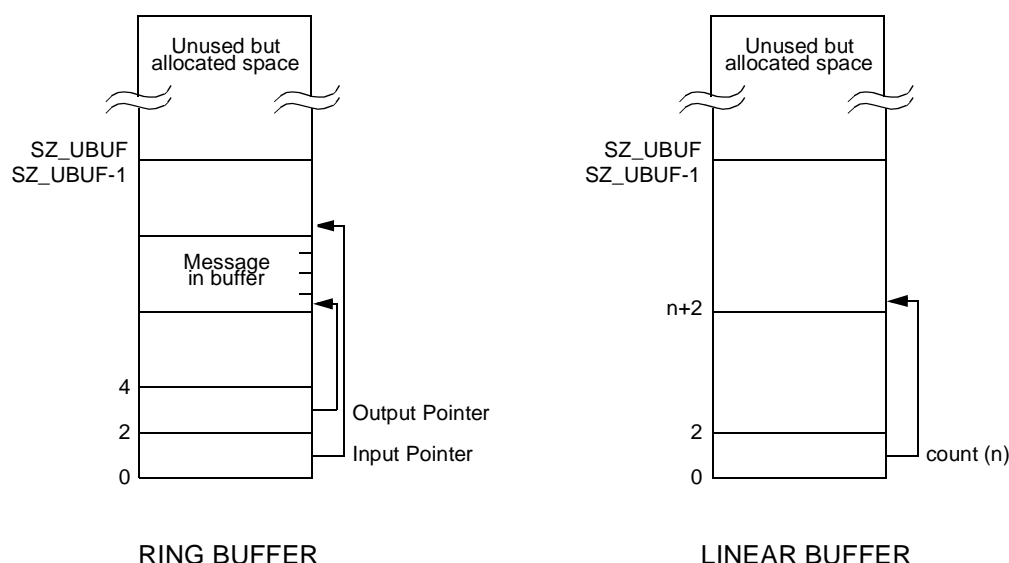 Unused but
allocated space
SZ_UBUF
SZ_UBUF-1
Message
in buffer
4
2
0
Output Pointer
Input Pointer
RING BUFFER
Unused but
allocated space
SZ_UBUF
SZ_UBUF-1
n+2
2
0
count (n)
LINEAR BUFFER